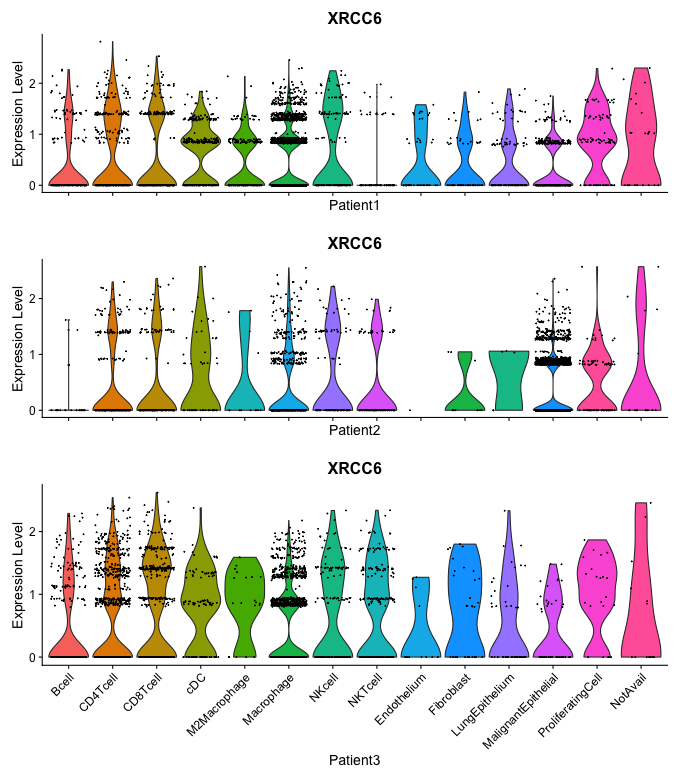 XRCC6
Expression Level
2
1
0
Patient1
XRCC6
Expression Level
2
1
0
Patient2
XRCC6
Expression Level
2
1
0
Bcell
CD4Tcell
CD8Tcell
cDC
M2Macrophage
Macrophage
NKcell
NKTcell
Endothelium
Fibroblast
LungEpithelium
MalignantEpithelial
ProliferatingCell
NotAvail
Patient3